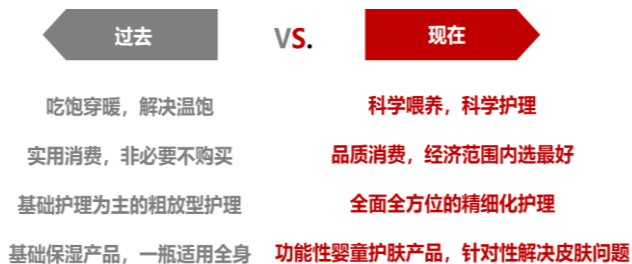 过去 VS. 现在
吃饱穿暖，解决温饱 科学喂养，科学护理
实用消费，非必要不购买 品质消费，经济范围内选最好
基础护理为主的粗放型护理 全面全方位的精细化护理
基础保湿产品，一瓶适用全身 功能性婴童护肤产品，针对性解决皮肤问题